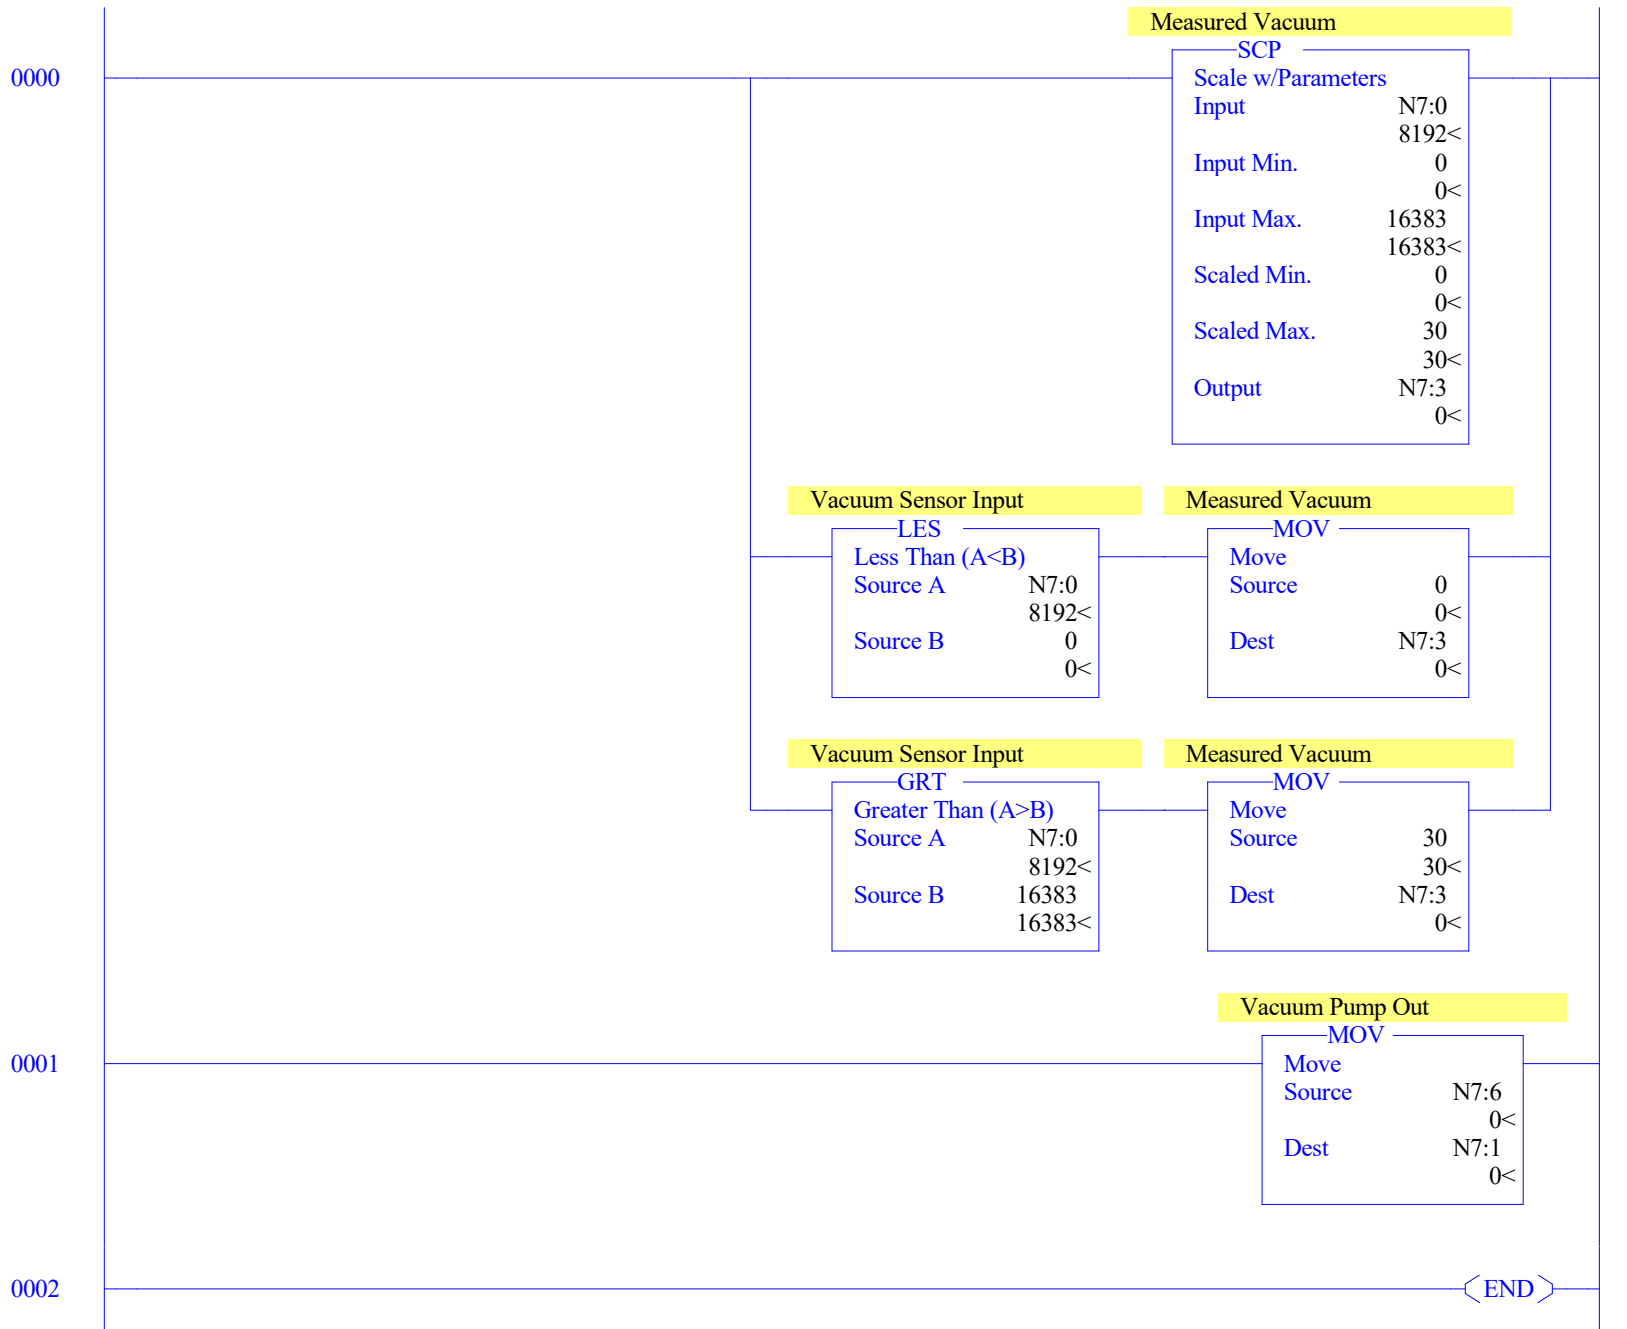 Measured Vacuum
SCP
0000
Scale w/Parameters
Input N7:0
8192<
Input Min. 0
0<
Input Max. 16383
16383<
Scaled Min. 0
0<
Scaled Max. 30
30<
Output N7:3
0<
Vacuum Sensor Input Measured Vacuum
LES MOV
Less Than (A<B) Move
Source A N7:0 Source 0
8192< 0<
Source B 0 Dest N7:3
0< 0<
Vacuum Sensor Input Measured Vacuum
GRT MOV
Greater Than (A>B) Move
Source A N7:0 Source 30
8192< 30<
Source B 16383 Dest N7:3
16383< 0<
Vacuum Pump Out
MOV
0001
Move
Source N7:6
0<
Dest N7:1
0<
0002 END